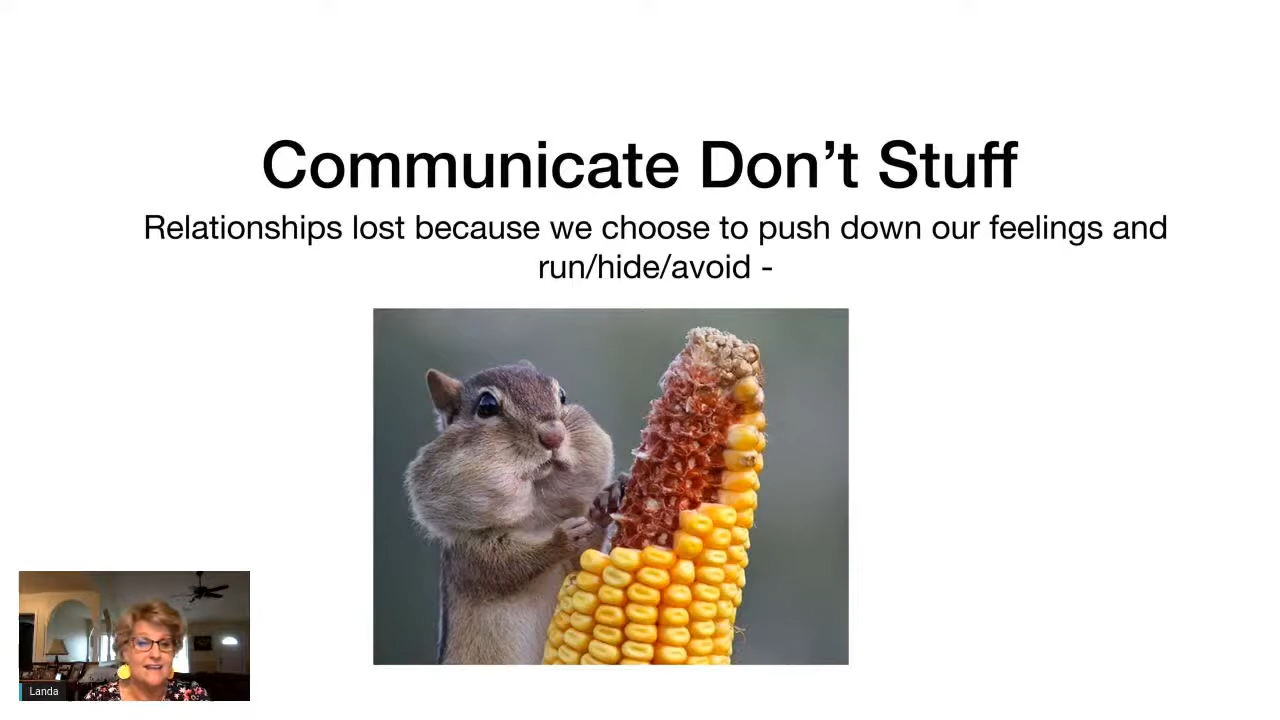 Communicate Don’t Stuff
Relationships lost because we choose to push down our feelings and
run/hide/avoid -
Landa